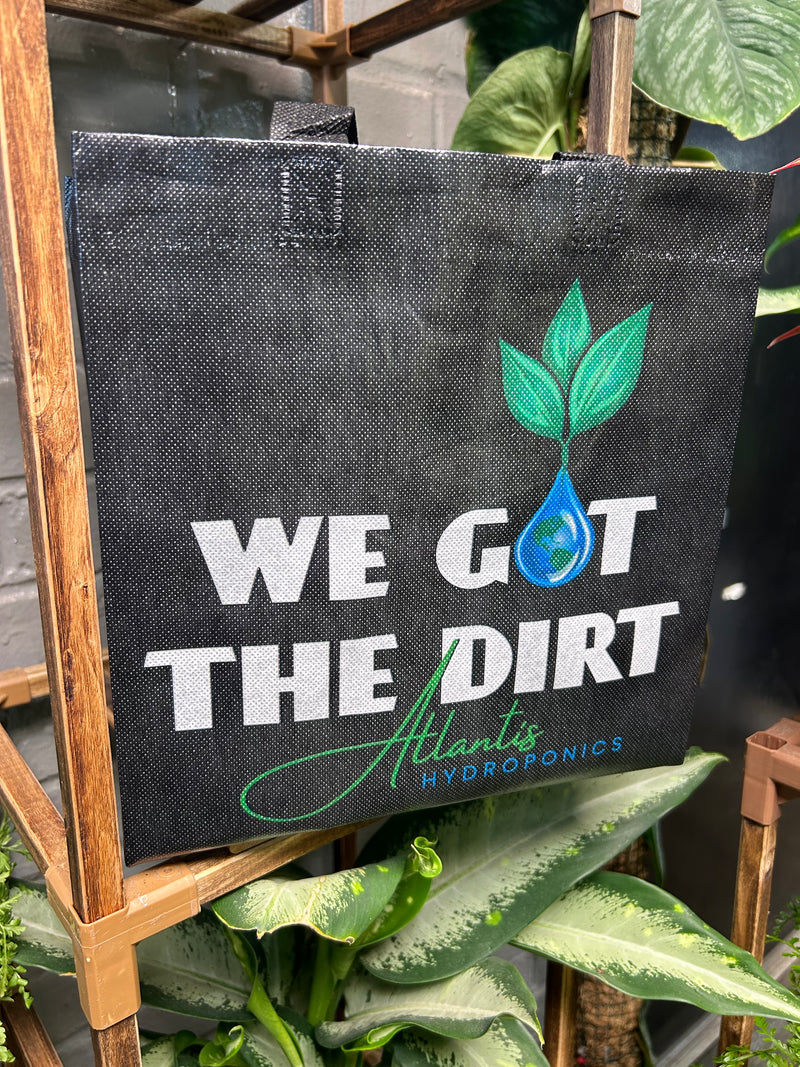 WE GOT
THE DIRT
Atlantis
HYDROPONICS